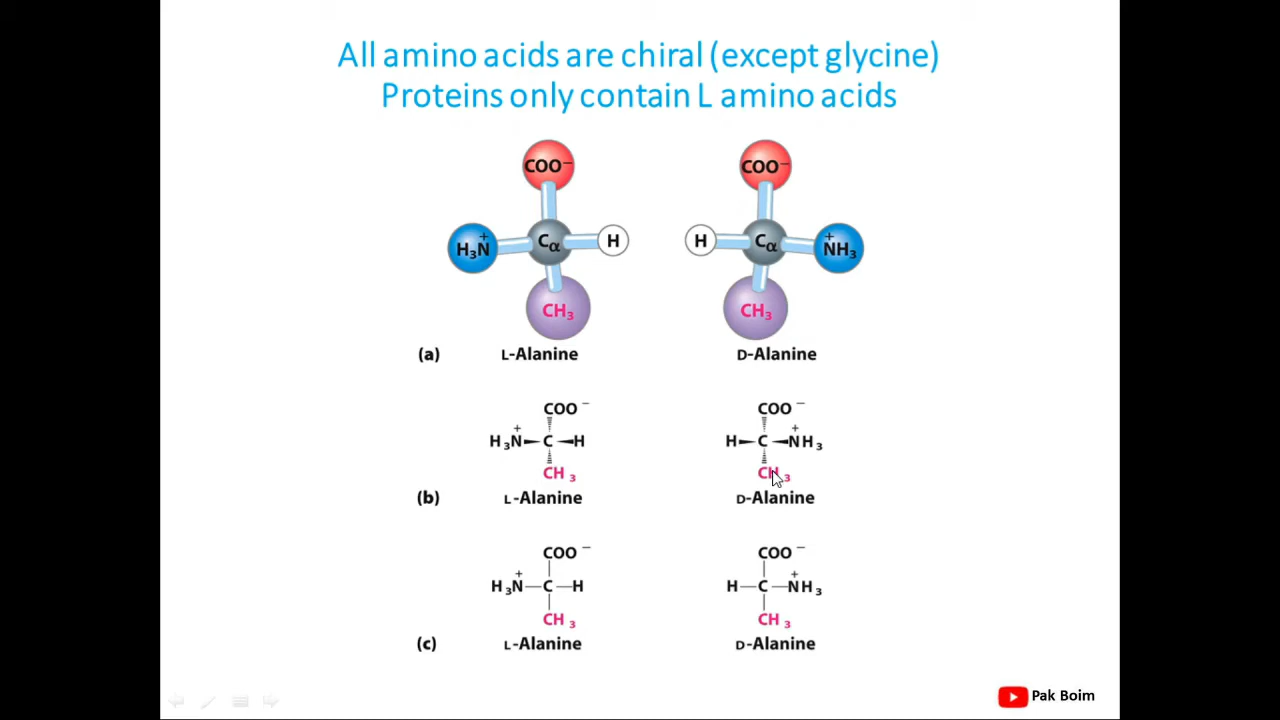 All amino acids are chiral (except glycine)
Proteins only contain L amino acids
COO⁻ COO⁻
H₃N⁺ Cα H H Cα ⁺NH₃
CH₃ CH₃
(a) L-Alanine D-Alanine
COO⁻ COO⁻
H₃N⁺ C H H C ⁺NH₃
CH₃ CH₃
(b) L-Alanine D-Alanine
COO⁻ COO⁻
H₃N⁺—C—H H—C—⁺NH₃
CH₃ CH₃
(c) L-Alanine D-Alanine
Pak Boim